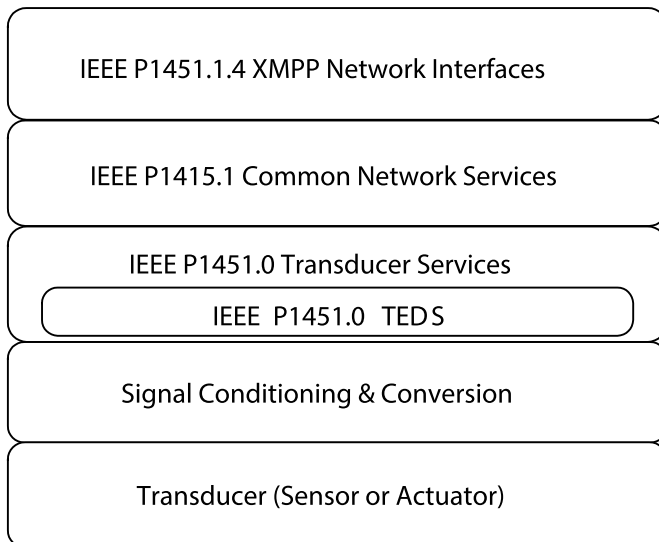 IEEE P1451.1.4 XMPP Network Interfaces
IEEE P1415.1 Common Network Services
IEEE P1451.0 Transducer Services
IEEE P1451.0 TEDS
Signal Conditioning & Conversion
Transducer (Sensor or Actuator)